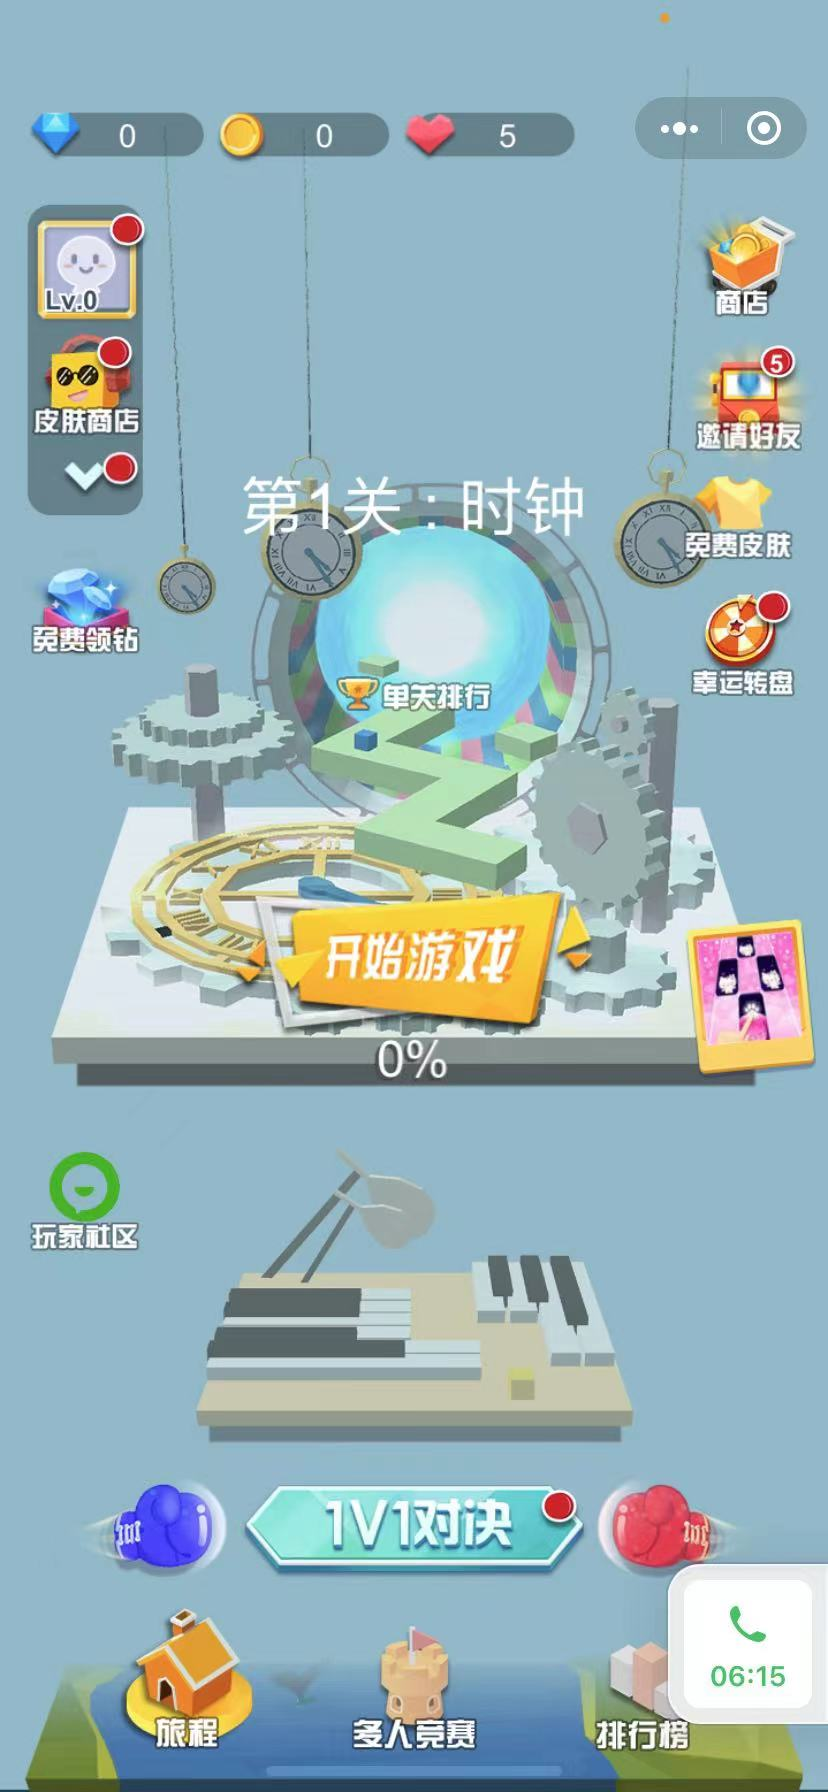 0
0
5
Lv.0
商店
皮肤商店
5
邀请好友
第1关：时钟
免费皮肤
免费领钻
幸运转盘
单关排行
开始游戏
0%
玩家社区
1V1对决
06:15
旅程
多人竞赛
排行榜